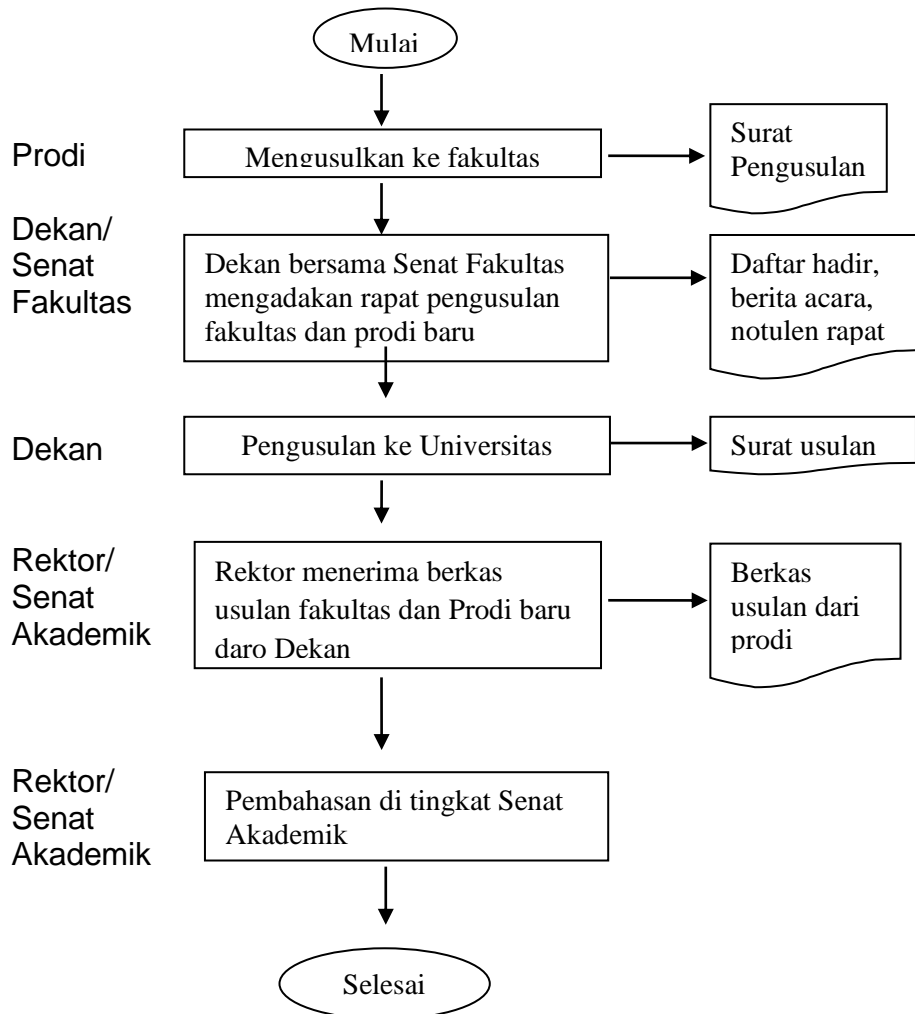 Mulai
Prodi
Mengusulkan ke fakultas
Surat
Pengusulan
Dekan/
Senat
Fakultas
Dekan bersama Senat Fakultas
mengadakan rapat pengusulan
fakultas dan prodi baru
Daftar hadir,
berita acara,
notulen rapat
Dekan
Pengusulan ke Universitas
Surat usulan
Rektor/
Senat
Akademik
Rektor menerima berkas
usulan fakultas dan Prodi baru
daro Dekan
Berkas
usulan dari
prodi
Rektor/
Senat
Akademik
Pembahasan di tingkat Senat
Akademik
Selesai